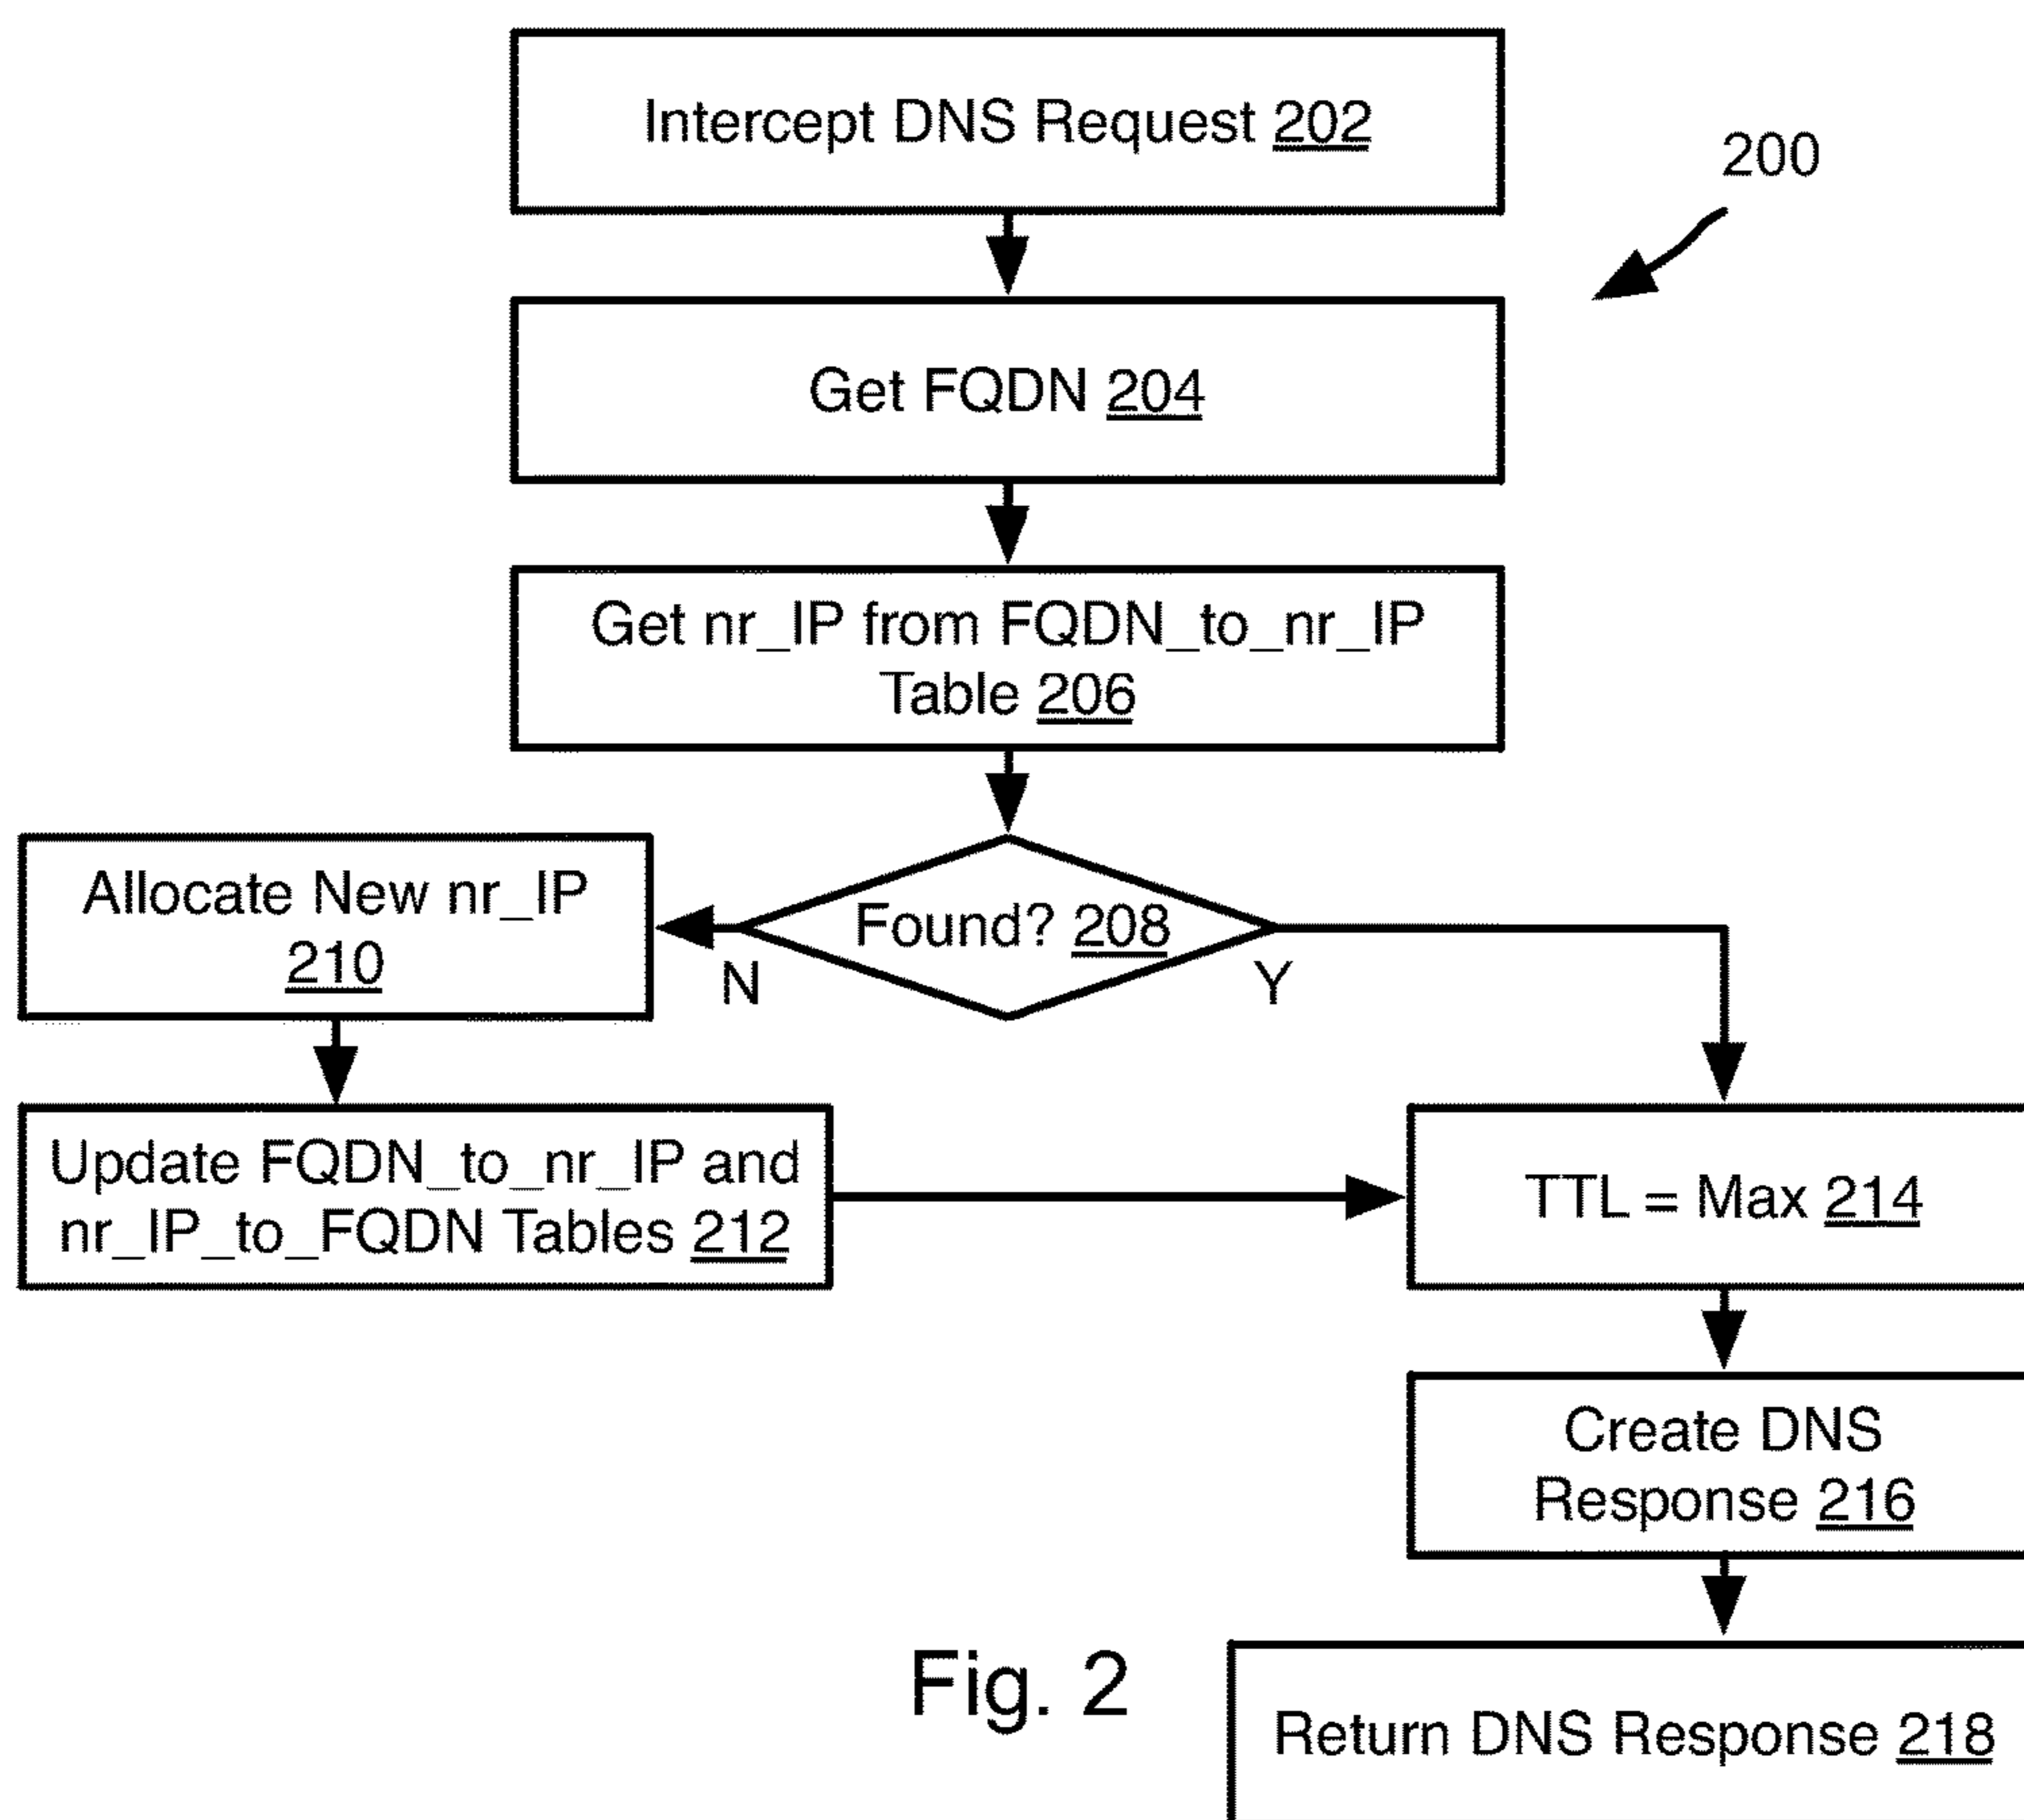 Intercept DNS Request 202
200
Get FQDN 204
Get nr_IP from FQDN_to_nr_IP
Table 206
Found? 208
N
Y
Allocate New nr_IP
210
Update FQDN_to_nr_IP and
nr_IP_to_FQDN Tables 212
TTL = Max 214
Create DNS
Response 216
Return DNS Response 218
Fig. 2